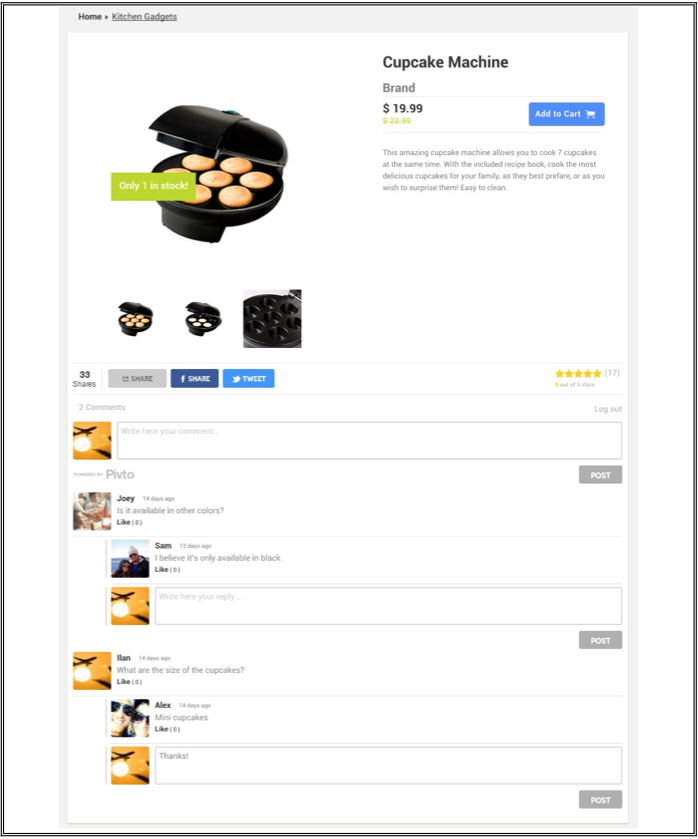 Home ▸ Kitchen Gadgets
Cupcake Machine
Brand
$ 19.99
$ 22.99
Add to Cart
This amazing cupcake machine allows you to cook 7 cupcakes
at the same time. With the included recipe book, cook the most
delicious cupcakes for your family, as they best prefare, or as you
wish to surprise them! Easy to clean.
Only 1 in stock!
33
Shares
SHARE
f SHARE
TWEET
(17)
5 out of 5 stars
2 Comments
Log out
Write here your comment...
POWERED BY Pivto
POST
Joey 14 days ago
Is it available in other colors?
Like ( 0 )
Sam 13 days ago
I believe it's only available in black
Like ( 0 )
Write here your reply...
POST
Ilan 14 days ago
What are the size of the cupcakes?
Like ( 0 )
Alex 14 days ago
Mini cupcakes
Like ( 0 )
Thanks!
POST